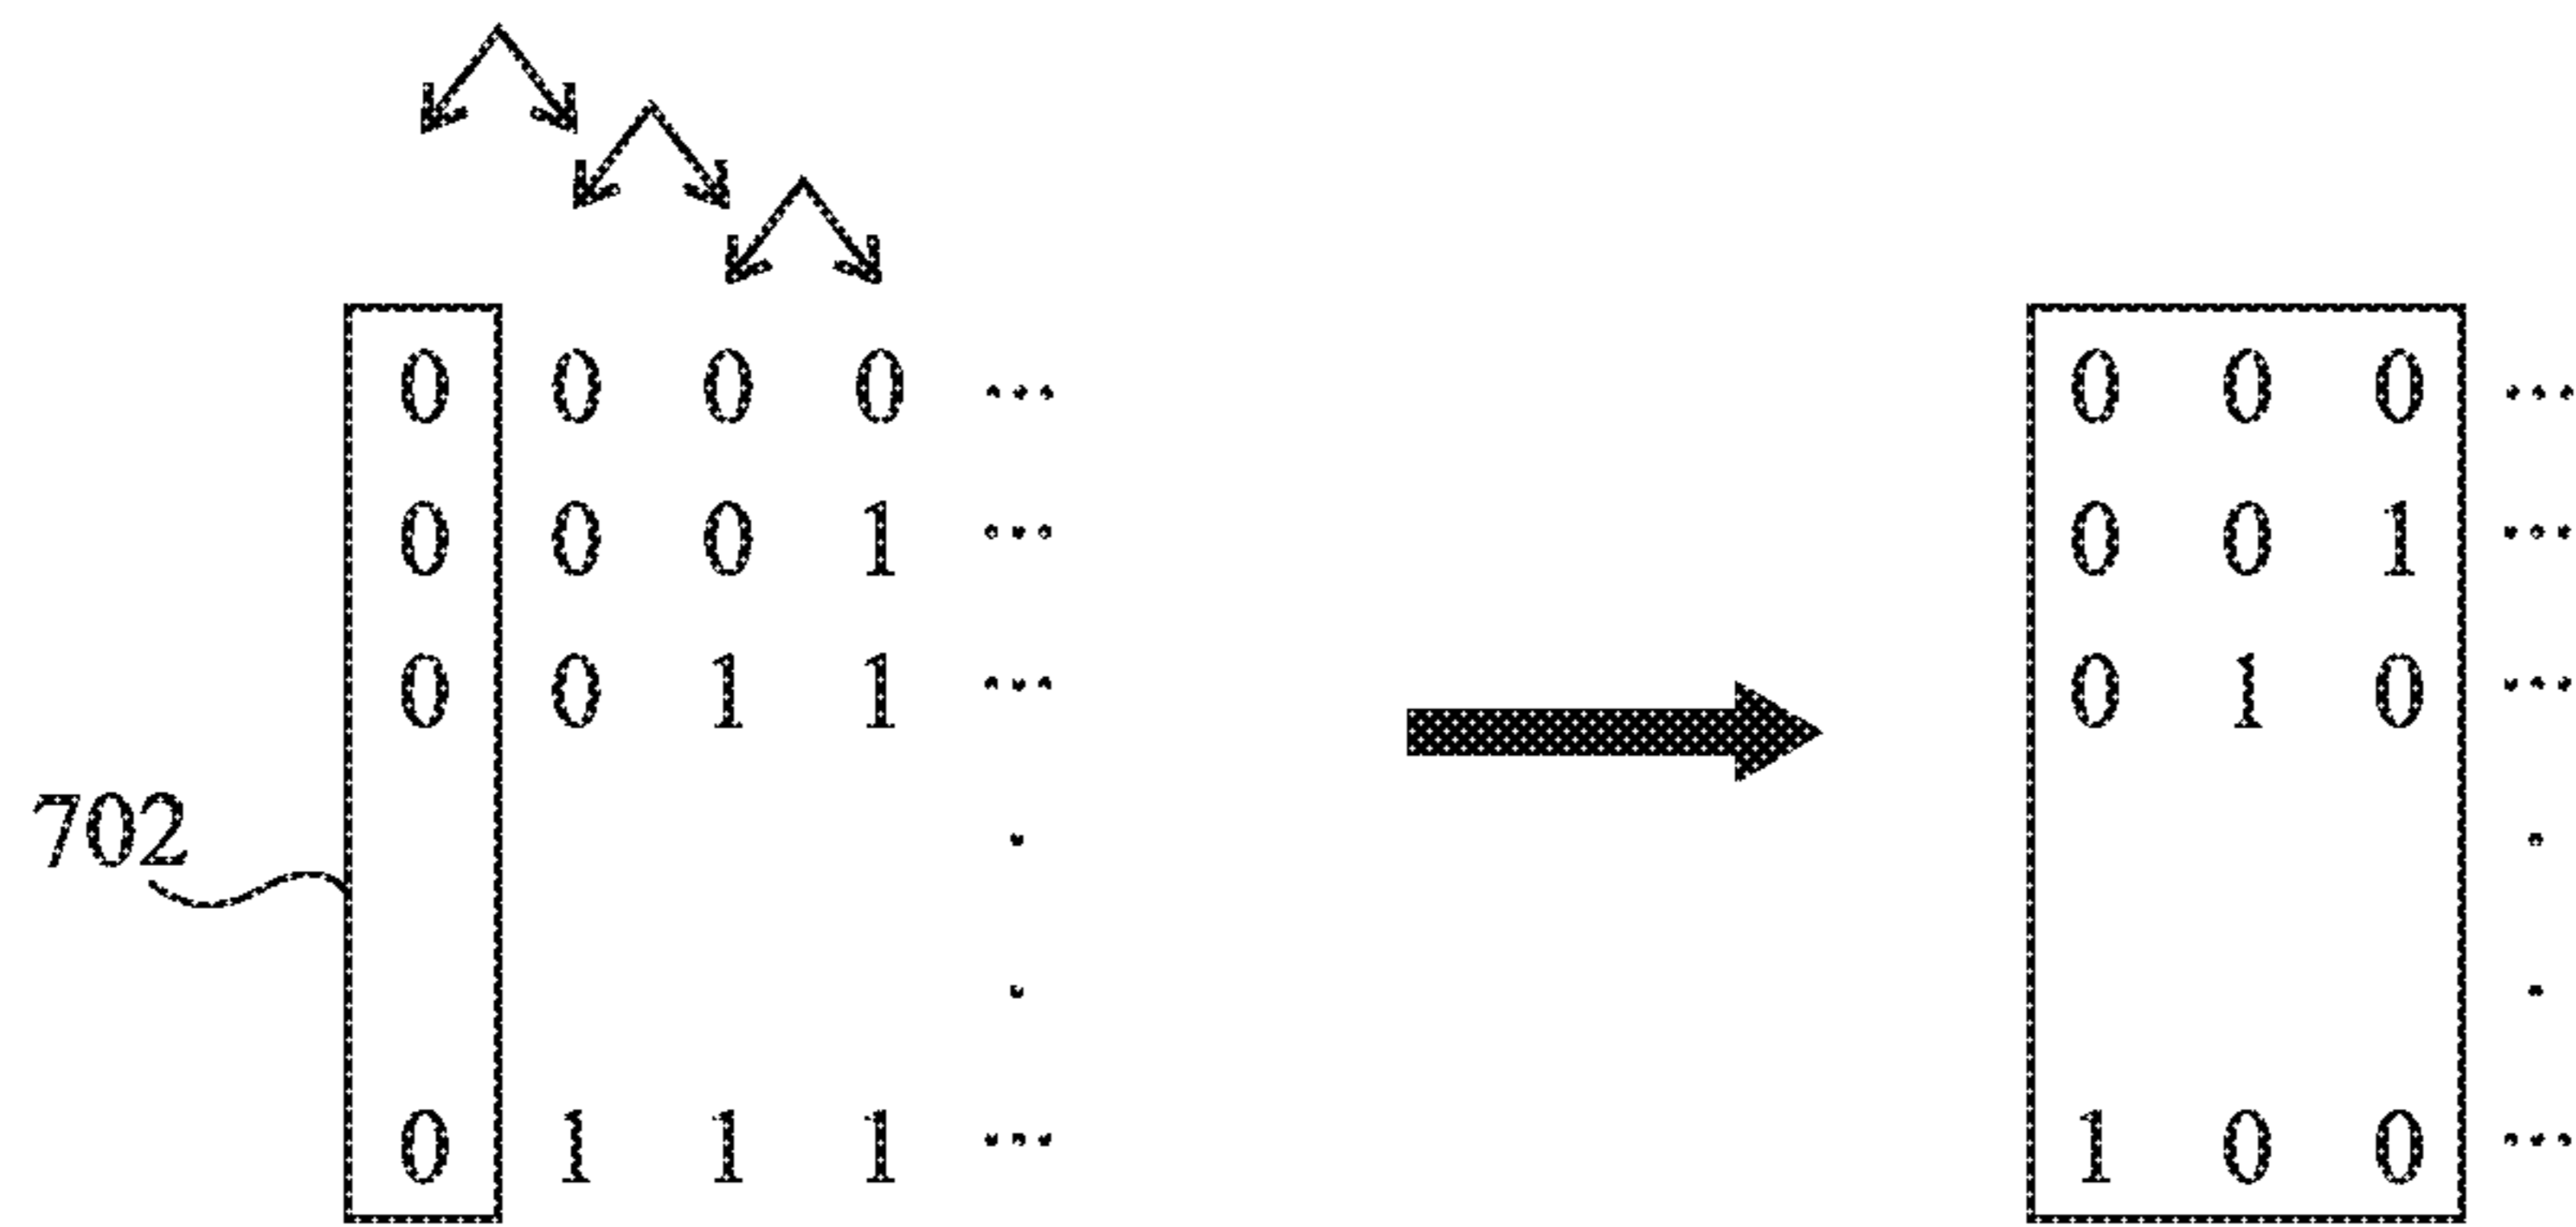 0 0 0 0 ... 0 0 0 ...
0 0 0 1 ... 0 0 1 ...
0 0 1 1 ... 0 1 0 ...
702 . .
. .
0 1 1 1 ... 1 0 0 ...